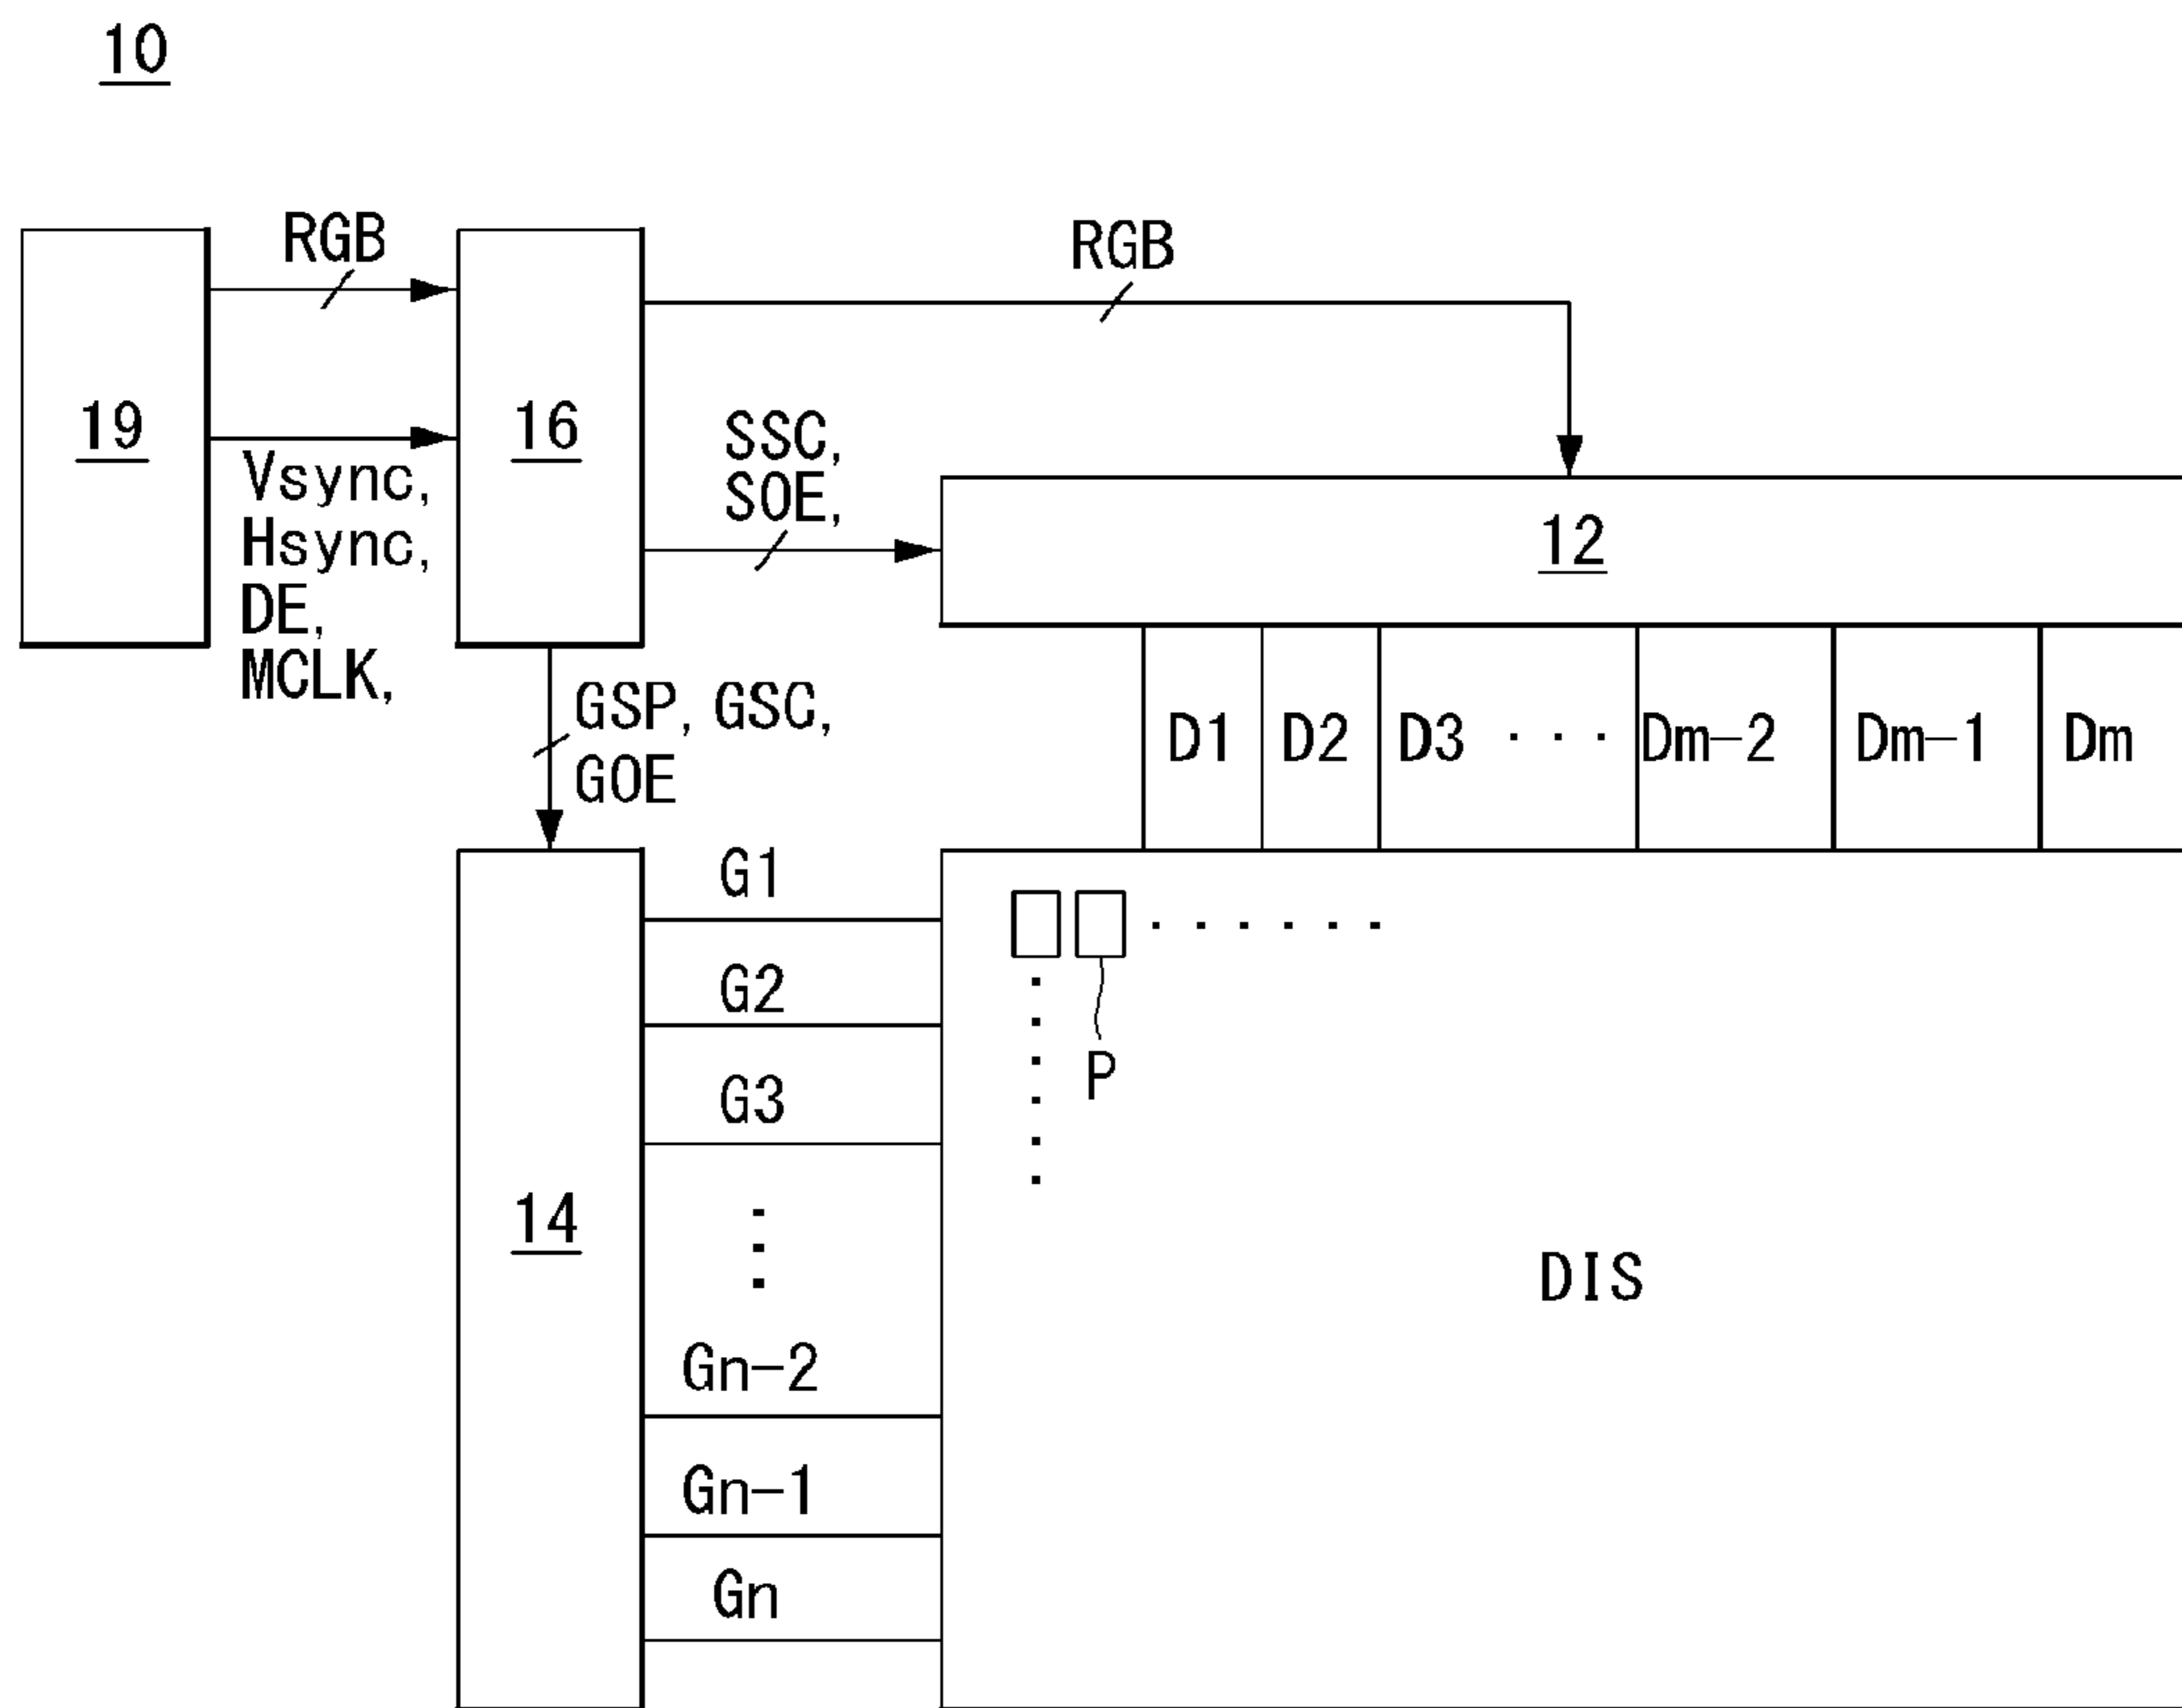 10
RGB
RGB
19
16
SSC,
SOE,
Vsync,
Hsync,
DE,
MCLK,
12
GSP, GSC,
GOE
D1 D2 D3 ··· Dm-2 Dm-1 Dm
G1
G2
G3
P
14
DIS
Gn-2
Gn-1
Gn